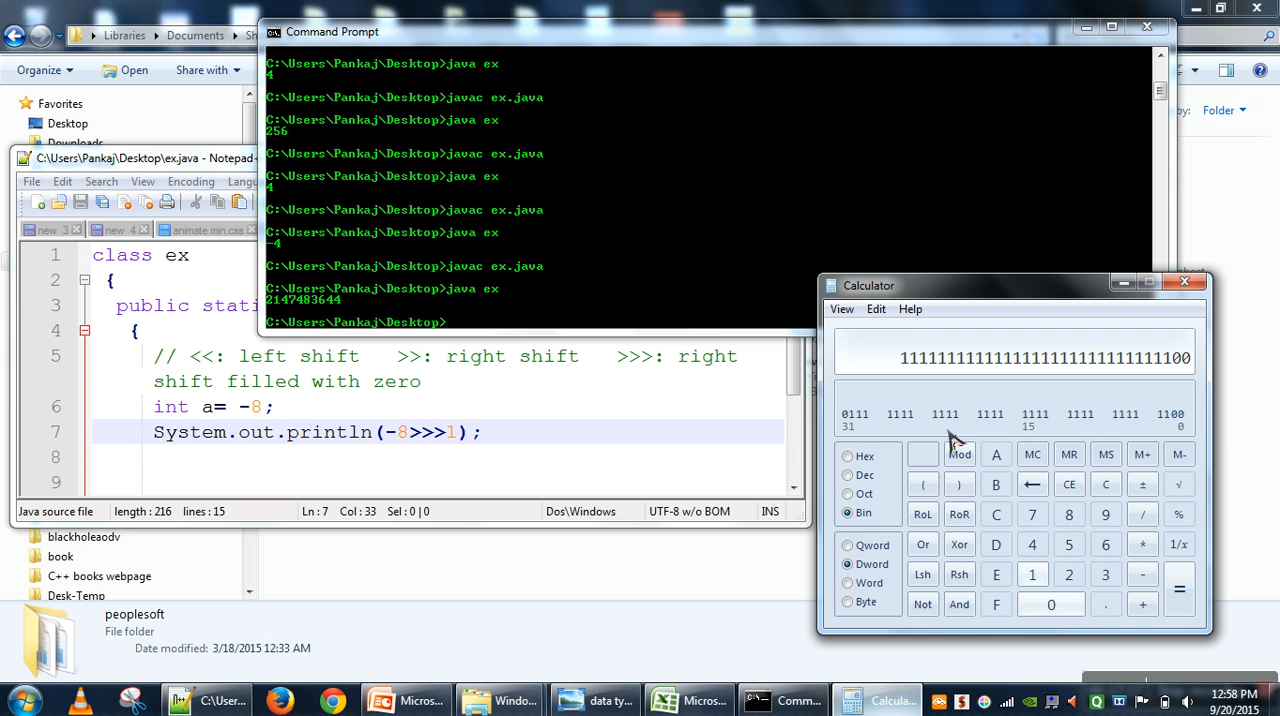 Libraries
Documents
Sh
Organize
Open
Share with
by:
Folder
Favorites
Desktop
Downloads
Command Prompt
C:\Users\Pankaj\Desktop>java ex
4
C:\Users\Pankaj\Desktop>javac ex.java
C:\Users\Pankaj\Desktop>java ex
256
C:\Users\Pankaj\Desktop>javac ex.java
C:\Users\Pankaj\Desktop>java ex
4
C:\Users\Pankaj\Desktop>javac ex.java
C:\Users\Pankaj\Desktop>java ex
-4
C:\Users\Pankaj\Desktop>javac ex.java
C:\Users\Pankaj\Desktop>java ex
2147483644
C:\Users\Pankaj\Desktop>
C:\Users\Pankaj\Desktop\ex.java - Notepad+
File Edit Search View Encoding Langu
new 3 new 4 animate.min.css
1 class ex
2 {
3 public stati
4 {
5 // <<: left shift >>: right shift >>>: right
shift filled with zero
6 int a= -8;
7 System.out.println(-8>>>1);
8
9
Java source file length : 216 lines : 15 Ln : 7 Col : 33 Sel : 0 | 0 Dos\Windows UTF-8 w/o BOM INS
Calculator
View Edit Help
1111111111111111111111111111100
0111 1111 1111 1111 1111 1111 1111 1100
31 15 0
Hex Mod A MC MR MS M+ M-
Dec ( ) B ← CE C ± √
Oct
Bin RoL RoR C 7 8 9 / %
Qword Or Xor D 4 5 6 * 1/x
Dword Lsh Rsh E 1 2 3 - =
Word
Byte Not And F 0 . +
blackholeaodv
book
C++ books webpage
Desk-Temp
peoplesoft
File folder
Date modified: 3/18/2015 12:33 AM
C:\User... Micros... Windo... data ty... Micros... Comm... Calcula...
12:58 PM
9/20/2015